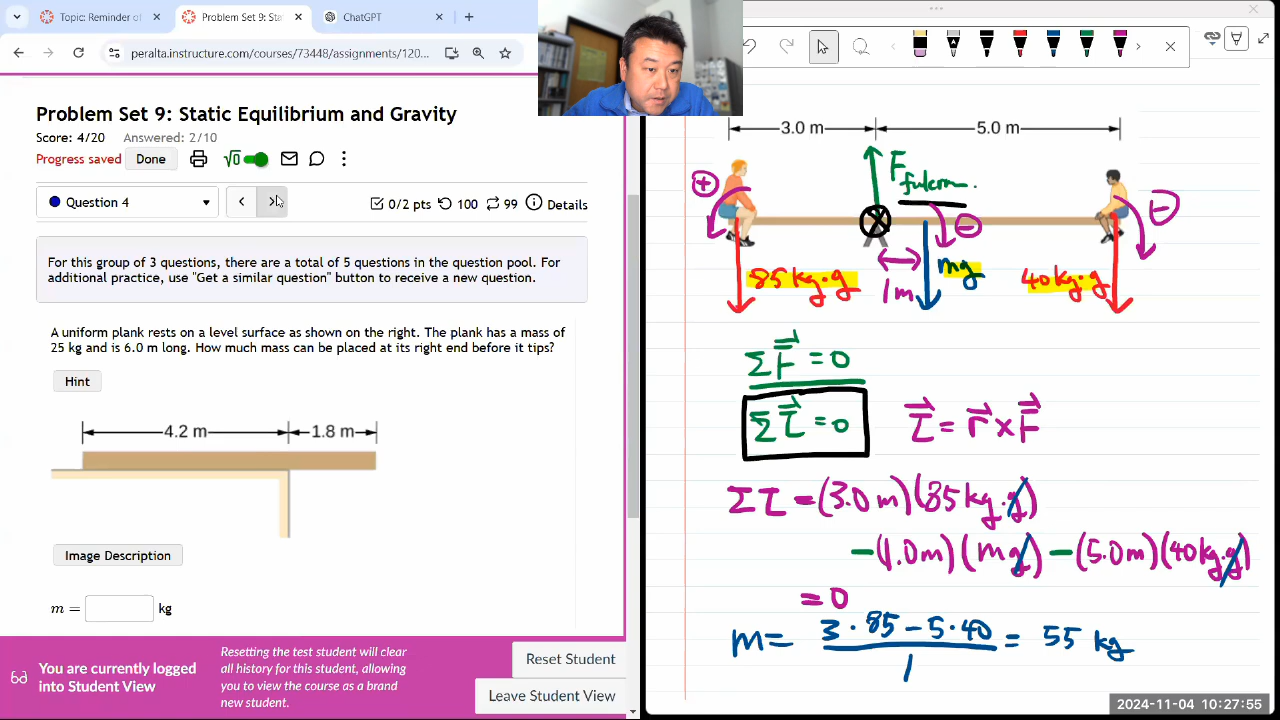 Topic Reminder of
Problem Set 9: Sta
ChatGPT
peralta.instructure.com/courses/73448/assignments/120
Problem Set 9: Static Equilibrium and Gravity
Score: 4/20 Answered: 2/10
Progress saved Done √0
Question 4
0/2 pts 100 99 Details
For this group of 3 questions, there are a total of 5 questions in the question pool. For
additional practice, use "Get a similar question" button to receive a new question.
A uniform plank rests on a level surface as shown on the right. The plank has a mass of
25 kg and is 6.0 m long. How much mass can be placed at its right end before it tips?
Hint
4.2 m 1.8 m
Image Description
m = kg
You are currently logged
into Student View
Resetting the test student will clear
all history for this student, allowing
you to view the course as a brand
new student.
Reset Student
Leave Student View
3.0 m 5.0 m
+ F fulcrum. −
−
85 kg·g 1m mg 40kg·g
ΣF⃗ = 0
Στ⃗ = 0 τ⃗ = r⃗ × F⃗
Στ = (3.0 m)(85 kg·g)
− (1.0m)(mg) − (5.0m)(40kg·g)
= 0
m = 3·85 − 5·40 = 55 kg
1
2024-11-04 10:27:55